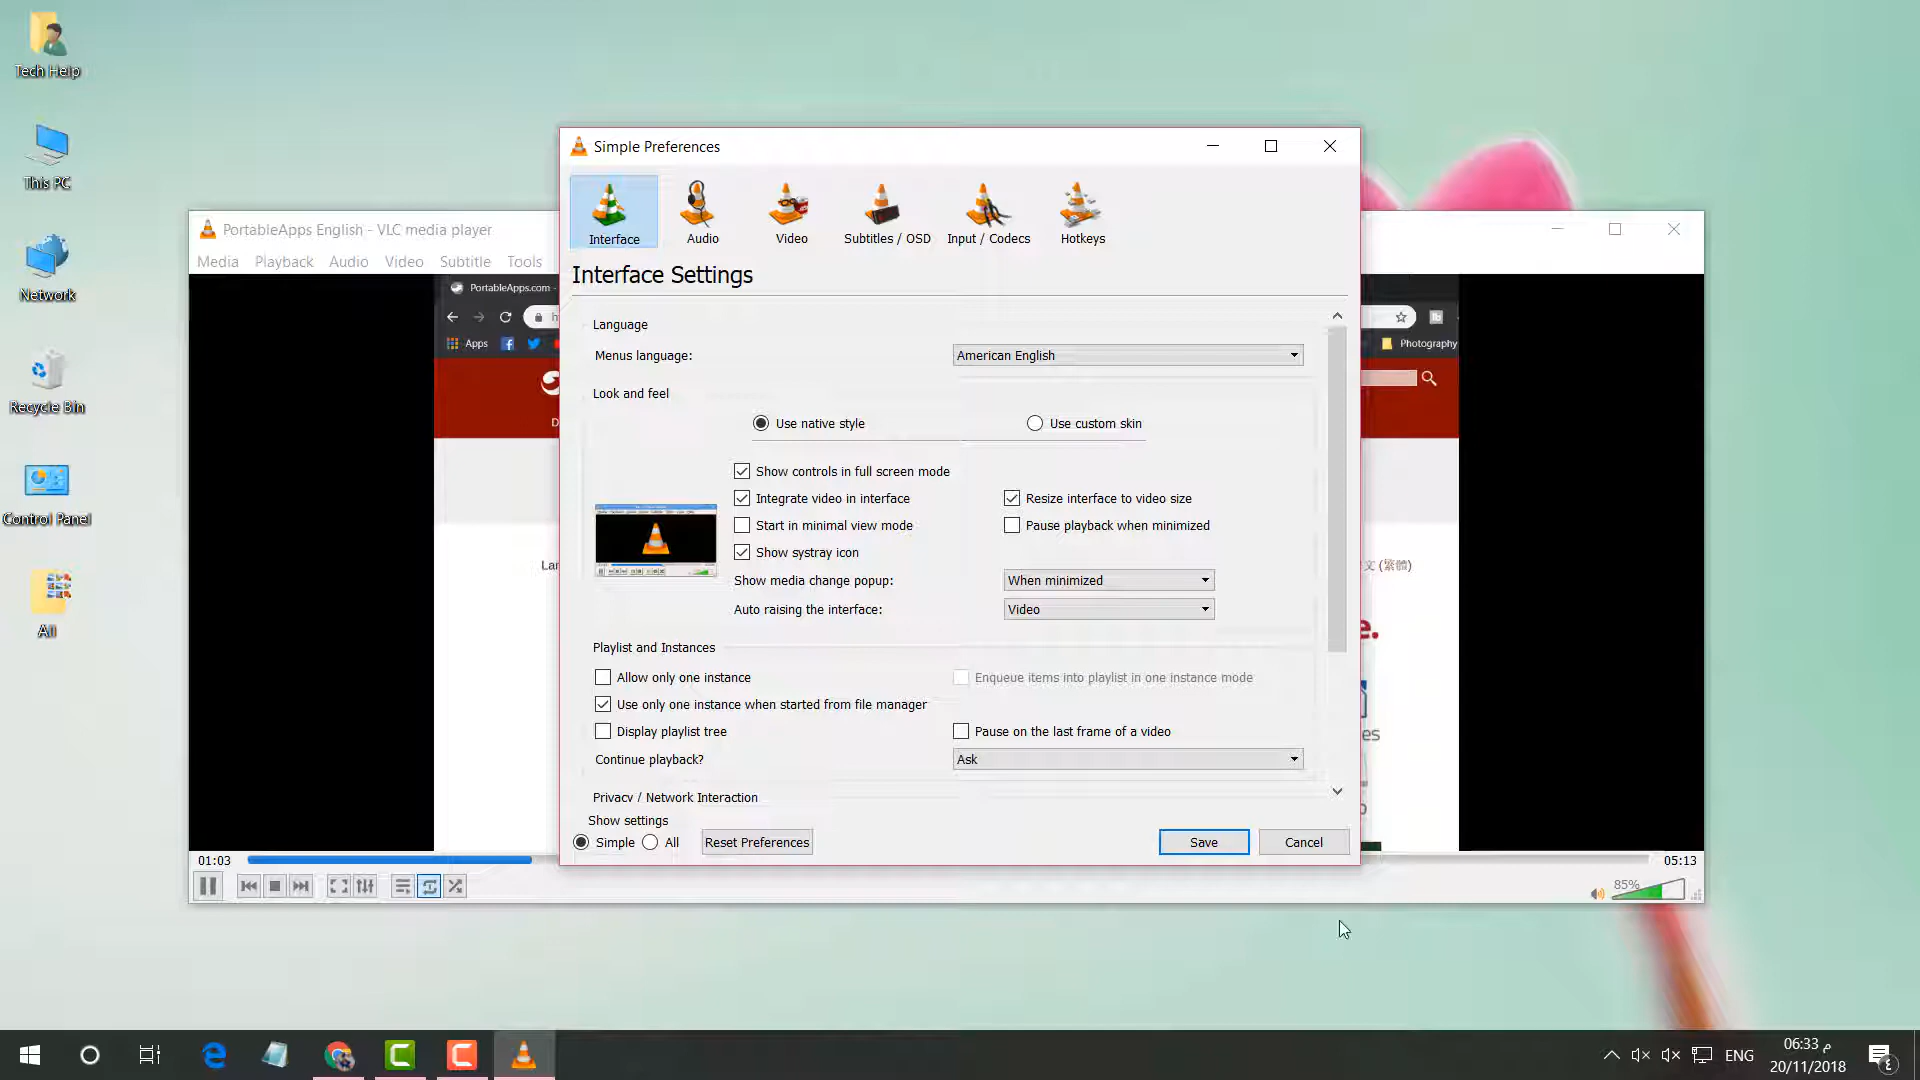 Tech Help
This PC
Network
Recycle Bin
Control Panel
All
PortableApps English - VLC media player
Media Playback Audio Video Subtitle Tools
PortableApps.com -
Apps
Photography
文 (繁體)
01:03
05:13
85%
Simple Preferences
Interface
Audio
Video
Subtitles / OSD
Input / Codecs
Hotkeys
Interface Settings
Language
Menus language:
American English
Look and feel
Use native style
Use custom skin
Show controls in full screen mode
Integrate video in interface
Resize interface to video size
Start in minimal view mode
Pause playback when minimized
Show systray icon
Show media change popup:
When minimized
Auto raising the interface:
Video
Playlist and Instances
Allow only one instance
Enqueue items into playlist in one instance mode
Use only one instance when started from file manager
Display playlist tree
Pause on the last frame of a video
Continue playback?
Ask
Privacy / Network Interaction
Show settings
Simple
All
Reset Preferences
Save
Cancel
ENG
06:33 م
20/11/2018
٤